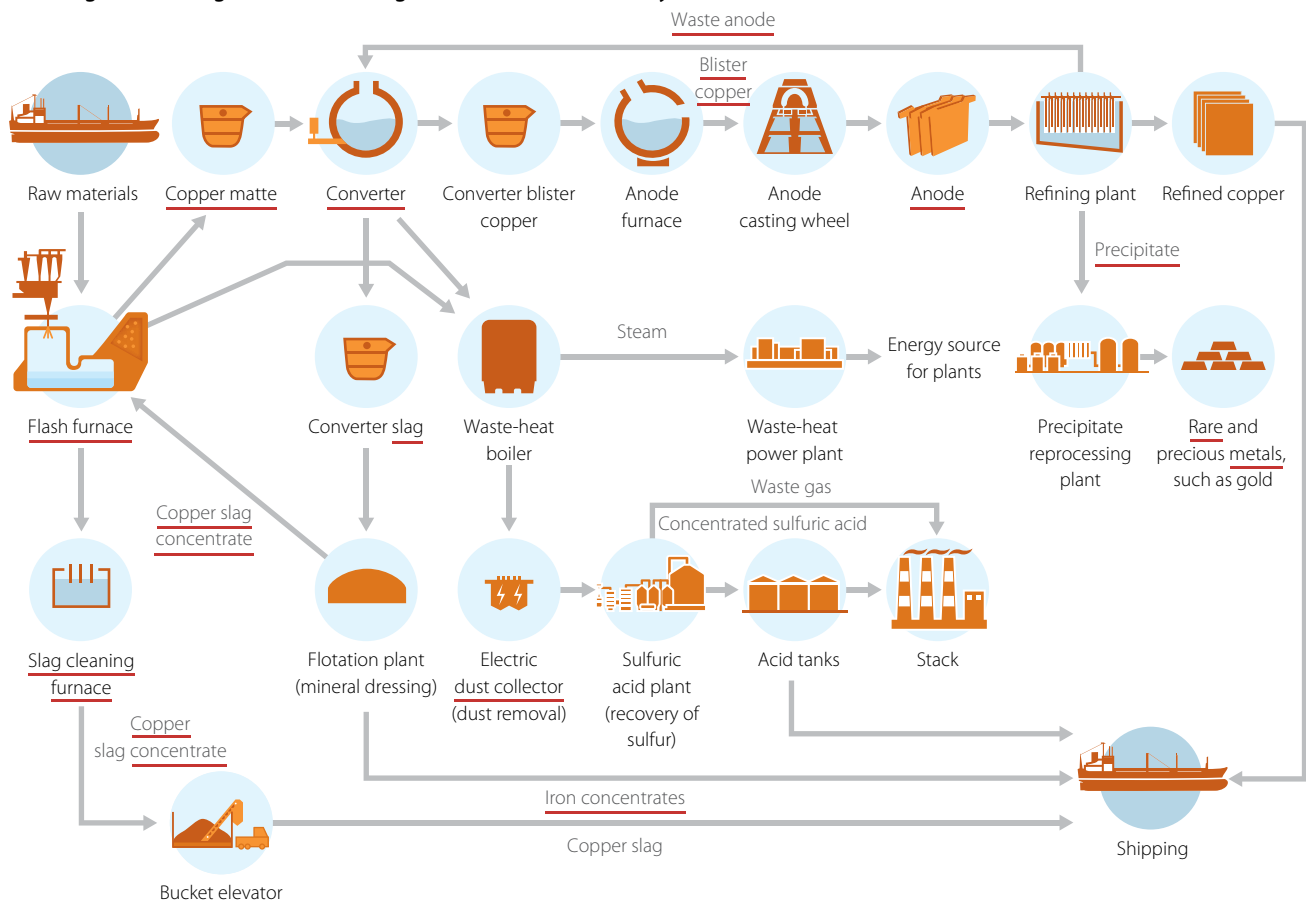 Waste anode
Blister
copper
Raw materials
Copper matte
Converter
Converter blister
copper
Anode
furnace
Anode
casting wheel
Anode
Refining plant
Refined copper
Precipitate
Steam
Energy source
for plants
Flash furnace
Converter slag
Waste-heat
boiler
Waste-heat
power plant
Precipitate
reprocessing
plant
Rare and
precious metals,
such as gold
Waste gas
Copper slag
concentrate
Concentrated sulfuric acid
Slag cleaning
furnace
Flotation plant
(mineral dressing)
Electric
dust collector
(dust removal)
Sulfuric
acid plant
(recovery of
sulfur)
Acid tanks
Stack
Copper
slag concentrate
Iron concentrates
Copper slag
Shipping
Bucket elevator